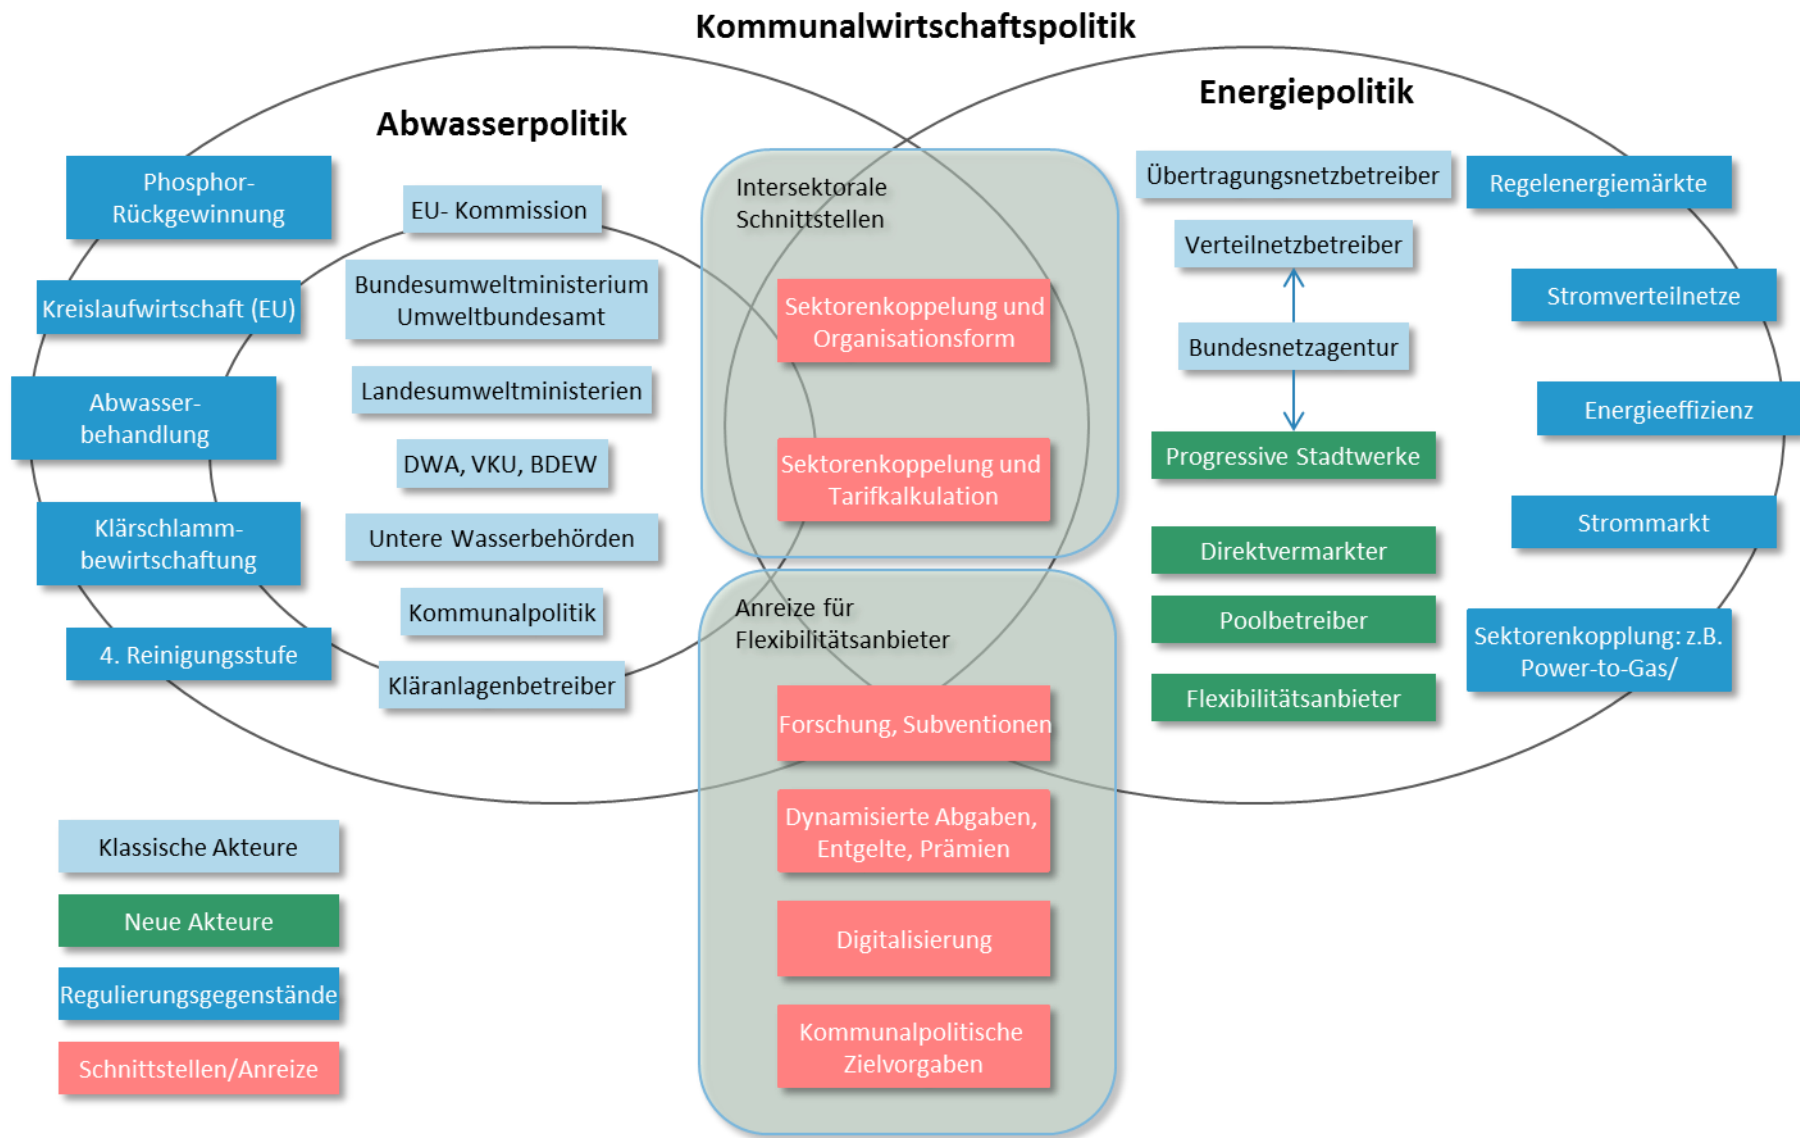 Kommunalwirtschaftspolitik
Abwasserpolitik
Phosphor-
Rückgewinnung
Kreislaufwirtschaft (EU)
Abwasser-
behandlung
Klärschlamm-
bewirtschaftung
4. Reinigungsstufe
EU- Kommission
Bundesumweltministerium
Umweltbundesamt
Landesumweltministerien
DWA, VKU, BDEW
Untere Wasserbehörden
Kommunalpolitik
Kläranlagenbetreiber
Intersektorale
Schnittstellen
Sektorenkoppelung und
Organisationsform
Sektorenkoppelung und
Tarifkalkulation
Anreize für
Flexibilitätsanbieter
Forschung, Subventionen
Dynamisierte Abgaben,
Entgelte, Prämien
Digitalisierung
Kommunalpolitische
Zielvorgaben
Energiepolitik
Übertragungsnetzbetreiber
Verteilnetzbetreiber
Bundesnetzagentur
Progressive Stadtwerke
Direktvermarkter
Poolbetreiber
Flexibilitätsanbieter
Regelenergiemärkte
Stromverteilnetze
Energieeffizienz
Strommarkt
Sektorenkopplung: z.B.
Power-to-Gas/
Klassische Akteure
Neue Akteure
Regulierungsgegenstände
Schnittstellen/Anreize